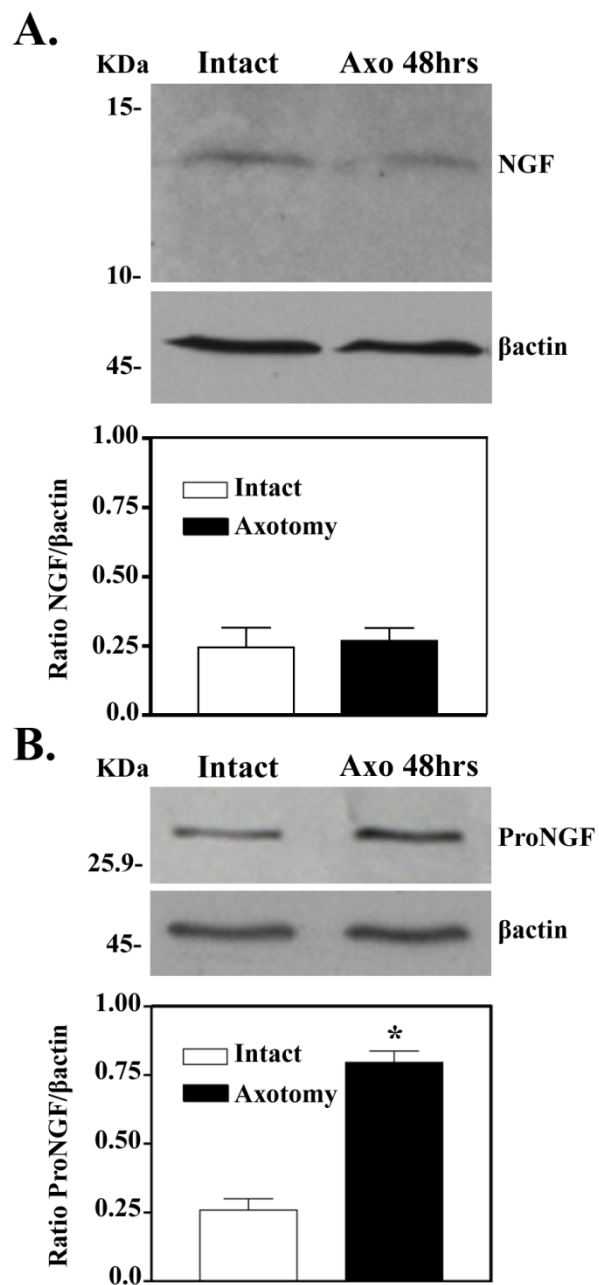 A.
KDa Intact Axo 48hrs
15-
NGF
10-
βactin
45-
1.00
0.75
0.50
0.25
0.0
Ratio NGF/βactin
Intact
Axotomy
B.
KDa Intact Axo 48hrs
ProNGF
25.9-
βactin
45-
1.00
0.75
0.50
0.25
0.0
Ratio ProNGF/βactin
Intact
Axotomy
*